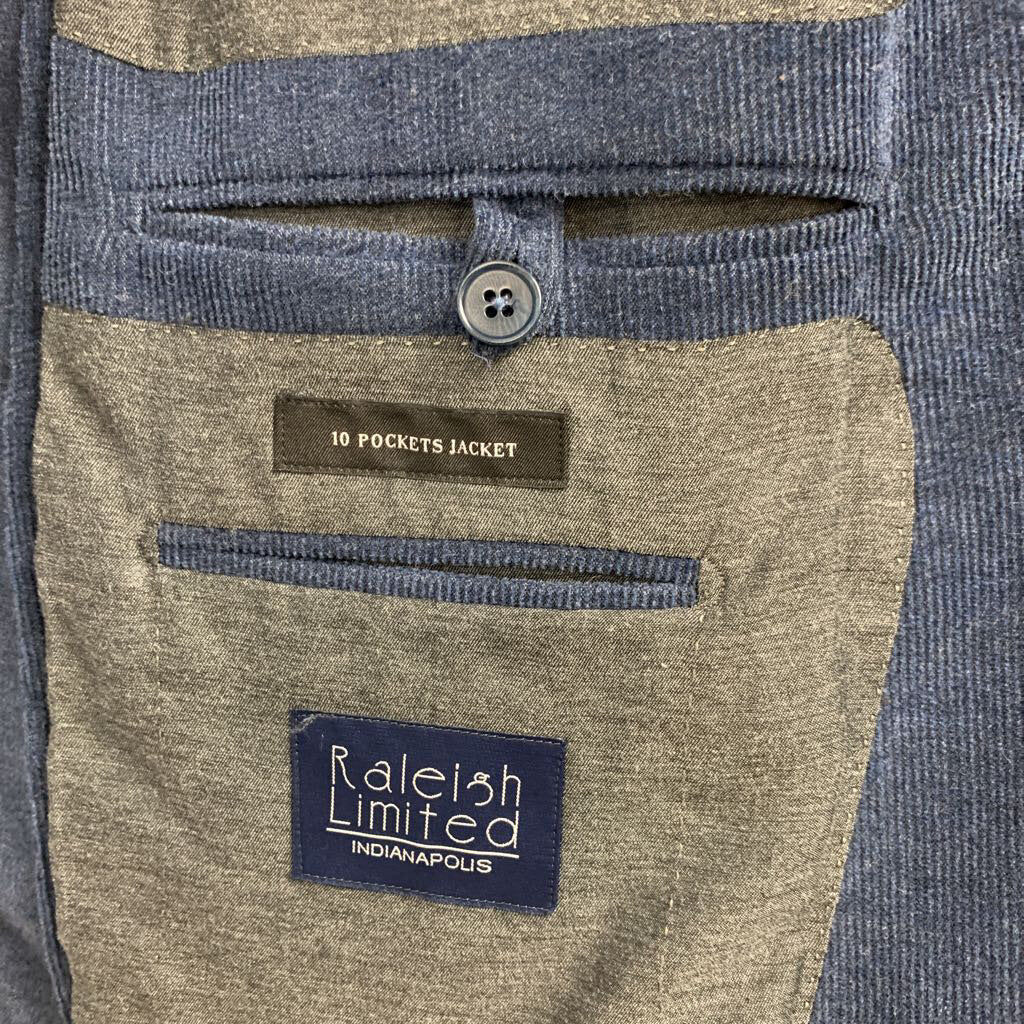 10 POCKETS JACKET
Raleigh
Limited
INDIANAPOLIS